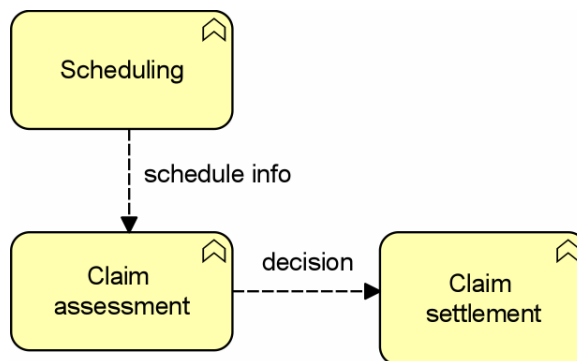 Scheduling
schedule info
Claim
assessment
decision
Claim
settlement